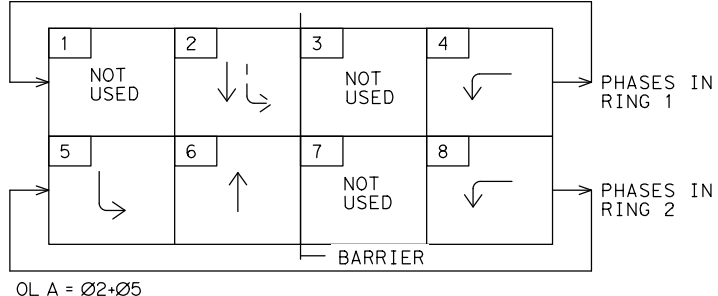 1
2
3
4
NOT
USED
NOT
USED
PHASES IN
RING 1
5
6
7
8
NOT
USED
PHASES IN
RING 2
BARRIER
OL A = Ø2+Ø5